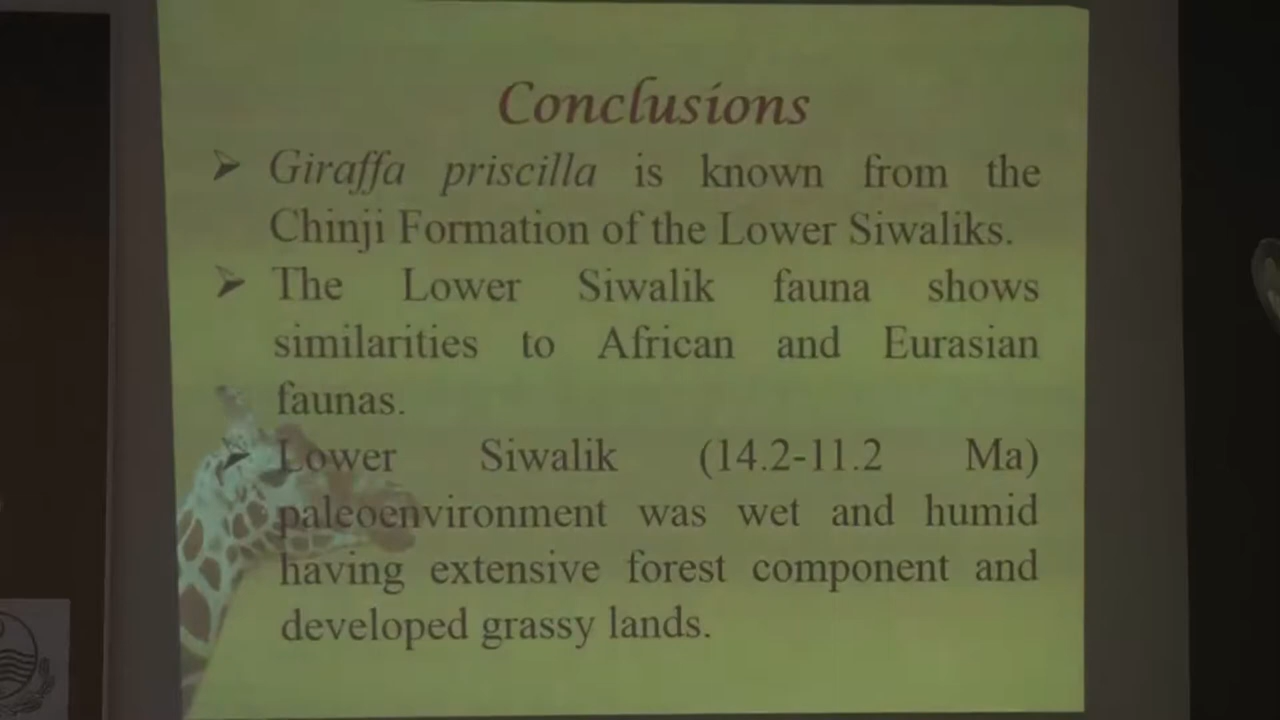 Conclusions
➢ Giraffa priscilla is known from the
Chinji Formation of the Lower Siwaliks.
➢ The Lower Siwalik fauna shows
similarities to African and Eurasian
faunas.
➢ Lower Siwalik (14.2-11.2 Ma)
paleoenvironment was wet and humid
having extensive forest component and
developed grassy lands.